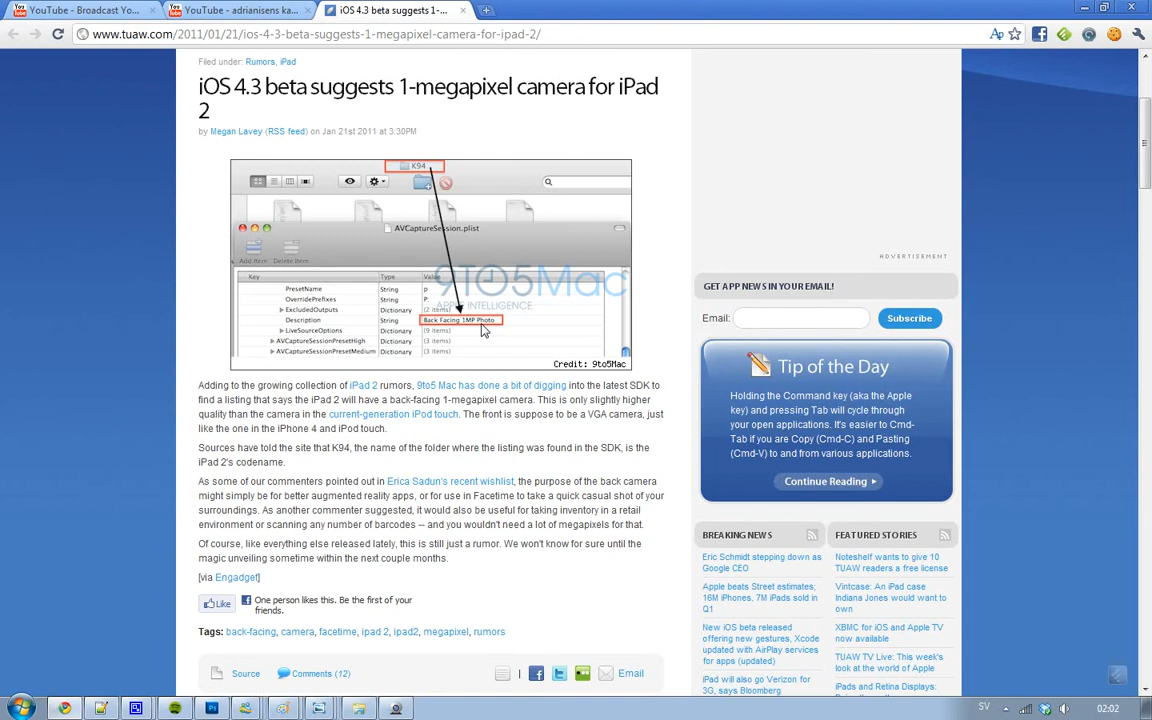 YouTube - Broadcast Yo...
YouTube - adrianisens ka...
iOS 4.3 beta suggests 1-...
www.tuaw.com/2011/01/21/ios-4-3-beta-suggests-1-megapixel-camera-for-ipad-2/
Filed under: Rumors, iPad
iOS 4.3 beta suggests 1-megapixel camera for iPad
2
by Megan Lavey (RSS feed) on Jan 21st 2011 at 3:30PM
K94
AVCaptureSession.plist
Add Item Delete Item
Key Type Value
PresetName String p
OverridePrefixes String P:
ExcludedOutputs Dictionary (2 items)
Description String Back Facing 1MP Photo
LiveSourceOptions Dictionary (9 items)
AVCaptureSessionPresetHigh Dictionary (3 items)
AVCaptureSessionPresetMedium Dictionary (3 items)
9TO5Mac
APPLE INTELLIGENCE
Credit: 9to5Mac
Adding to the growing collection of iPad 2 rumors, 9to5 Mac has done a bit of digging into the latest SDK to
find a listing that says the iPad 2 will have a back-facing 1-megapixel camera. This is only slightly higher
quality than the camera in the current-generation iPod touch. The front is suppose to be a VGA camera, just
like the one in the iPhone 4 and iPod touch.
Sources have told the site that K94, the name of the folder where the listing was found in the SDK, is the
iPad 2's codename.
As some of our commenters pointed out in Erica Sadun's recent wishlist, the purpose of the back camera
might simply be for better augmented reality apps, or for use in Facetime to take a quick casual shot of your
surroundings. As another commenter suggested, it would also be useful for taking inventory in a retail
environment or scanning any number of barcodes -- and you wouldn't need a lot of megapixels for that.
Of course, like everything else released lately, this is still just a rumor. We won't know for sure until the
magic unveiling sometime within the next couple months.
[via Engadget]
Like One person likes this. Be the first of your
friends.
Tags: back-facing, camera, facetime, ipad 2, ipad2, megapixel, rumors
Source Comments (12) Email
ADVERTISEMENT
GET APP NEWS IN YOUR EMAIL!
Email: Subscribe
Tip of the Day
Holding the Command key (aka the Apple
key) and pressing Tab will cycle through
your open applications. It's easier to Cmd-
Tab if you are Copy (Cmd-C) and Pasting
(Cmd-V) to and from various applications.
Continue Reading
BREAKING NEWS
Eric Schmidt stepping down as
Google CEO
Apple beats Street estimates;
16M iPhones, 7M iPads sold in
Q1
New iOS beta released
offering new gestures, Xcode
updated with AirPlay services
for apps (updated)
iPad will also go Verizon for
3G, says Bloomberg
FEATURED STORIES
Noteshelf wants to give 10
TUAW readers a free license
Vintcase: An iPad case
Indiana Jones would want to
own
XBMC for iOS and Apple TV
now available
TUAW TV Live: This week's
look at the world of Apple
iPads and Retina Displays:
SV
02:02